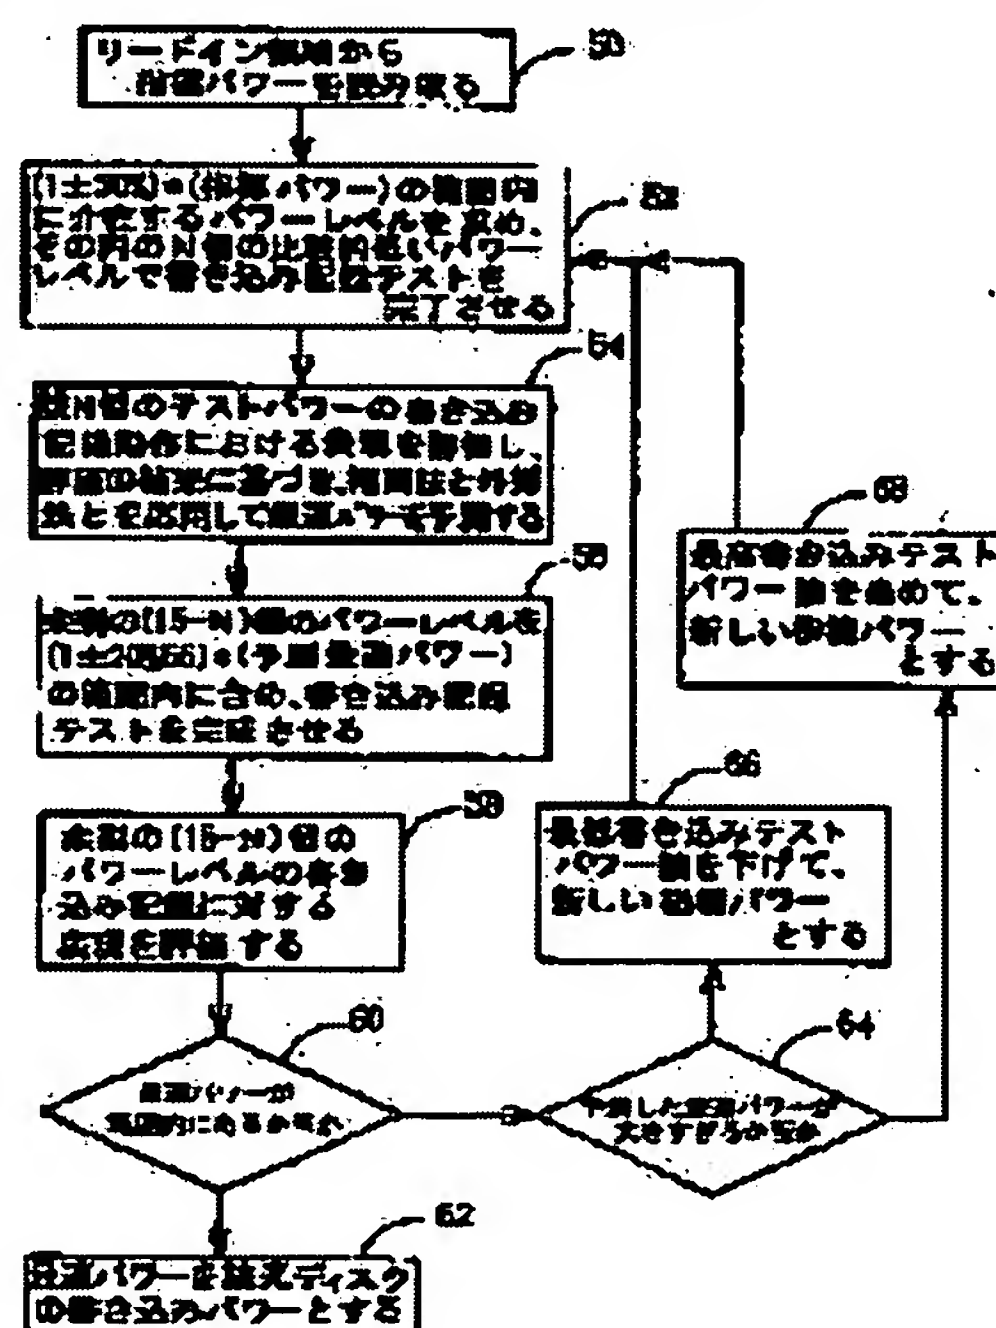 リードイン領域から
指標パワーを読み取る
50
(1±30%)*(指標パワー)の範囲内
に介在するパワーレベルを求め、
その内のN個の比較的低いパワー
レベルで書き込み記録テストを
完了させる
52
該N個のテストパワーの書き込み
記録動作における表現を評価し、
評価の結果に基づき、
とを応用して最適パワーを予測する
54
余剰の(15-N)個のパワーレベルを
(1± *(予測最適パワー)
の範囲内に含め、書き込み記録
テストを完成させる
56
余剰の(15-N)個の
パワーレベルの書き
込み記録に対する
表現を評価する
58
最適パワーが
範囲内にあるか否か
60
最適パワーを該光ディスク
の書き込みパワーとする
62
予測した最適パワーが
大きすぎるか否か
64
最低書き込みテスト
パワー値を下げて、
新しい指標パワー
とする
66
最高書き込みテスト
パワー値を
新しい指標パワー
とする
68